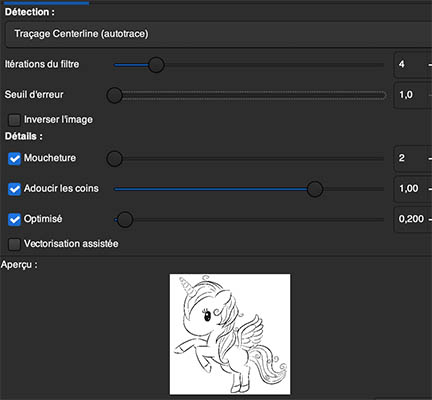 Détection :
Traçage Centerline (autotrace)
Itérations du filtre 4
Seuil d'erreur 1,0
Inverser l'image
Détails :
Moucheture 2
Adoucir les coins 1,00
Optimisé 0,200
Vectorisation assistée
Aperçu :